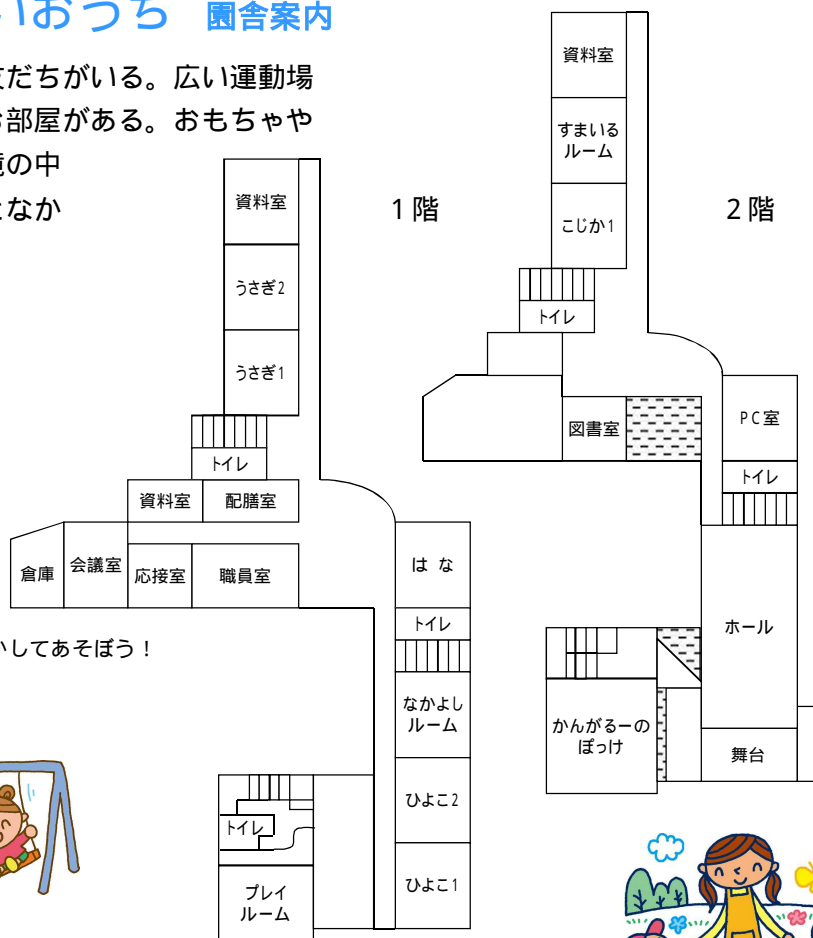 いおうち 園舎案内
友だちがいる。広い運動場
お部屋がある。おもちゃや
境の中
となか
1階
資料室
うさぎ2
うさぎ1
トイレ
資料室
配膳室
倉庫
会議室
応接室
職員室
はな
トイレ
なかよし
ルーム
ひよこ2
ひよこ1
かしてあそぼう！
トイレ
プレイ
ルーム
2階
資料室
すまいる
ルーム
こじか1
トイレ
図書室
PC室
トイレ
ホール
舞台
かんがるーの
ぽっけ